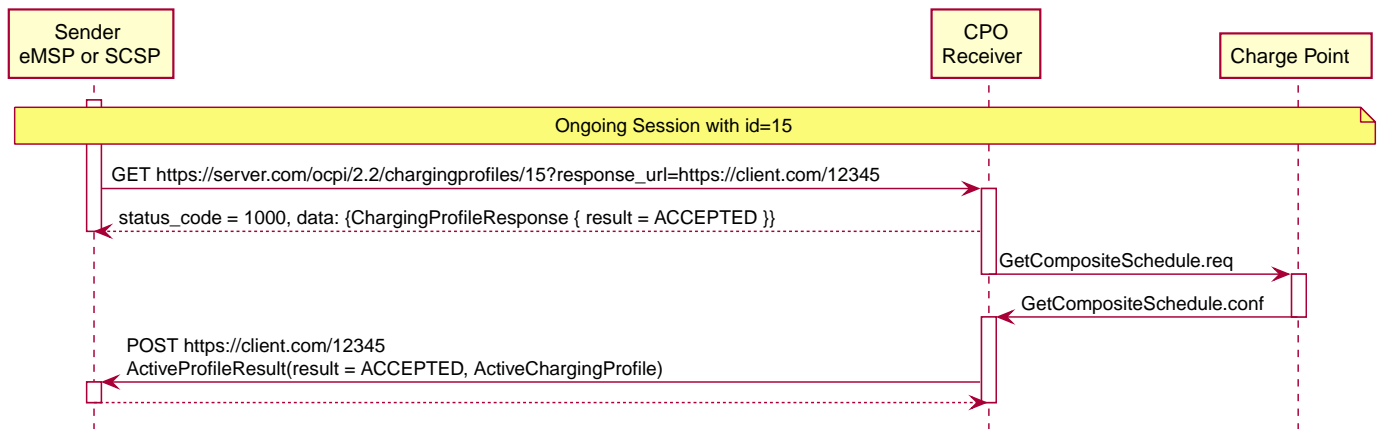 Sender
eMSP or SCSP
CPO
Receiver
Charge Point
Ongoing Session with id=15
GET https://server.com/ocpi/2.2/chargingprofiles/15?response_url=https://client.com/12345
status_code = 1000, data: {ChargingProfileResponse { result = ACCEPTED }}
GetCompositeSchedule.req
GetCompositeSchedule.conf
POST https://client.com/12345
ActiveProfileResult(result = ACCEPTED, ActiveChargingProfile)